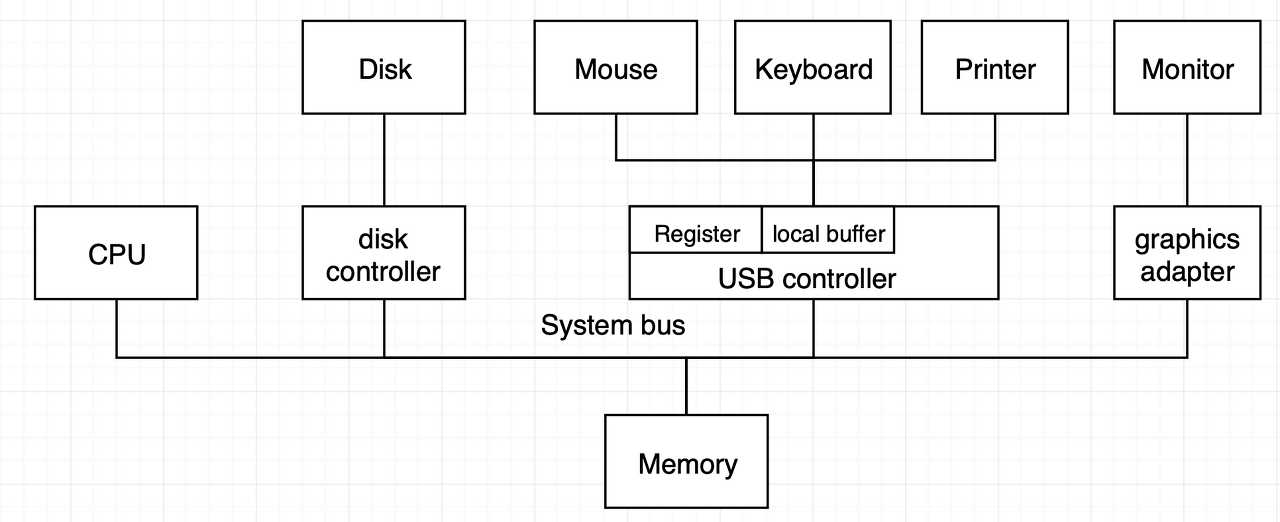 Disk
Mouse
Keyboard
Printer
Monitor
CPU
disk
controller
Register
local buffer
USB controller
graphics
adapter
System bus
Memory